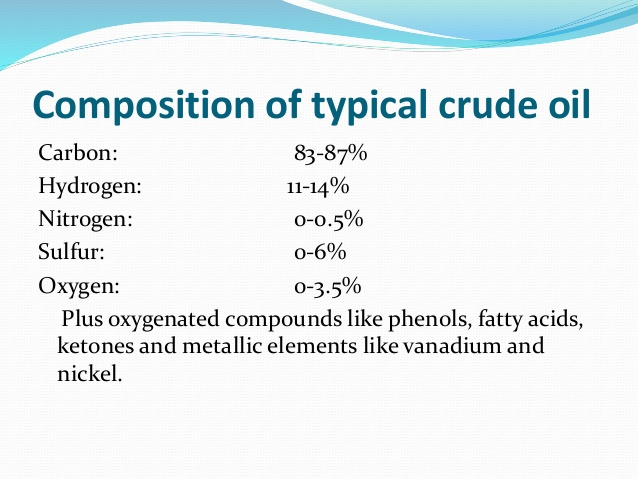 Composition of typical crude oil
Carbon: 83-87%
Hydrogen: 11-14%
Nitrogen: 0-0.5%
Sulfur: 0-6%
Oxygen: 0-3.5%
Plus oxygenated compounds like phenols, fatty acids,
ketones and metallic elements like vanadium and
nickel.